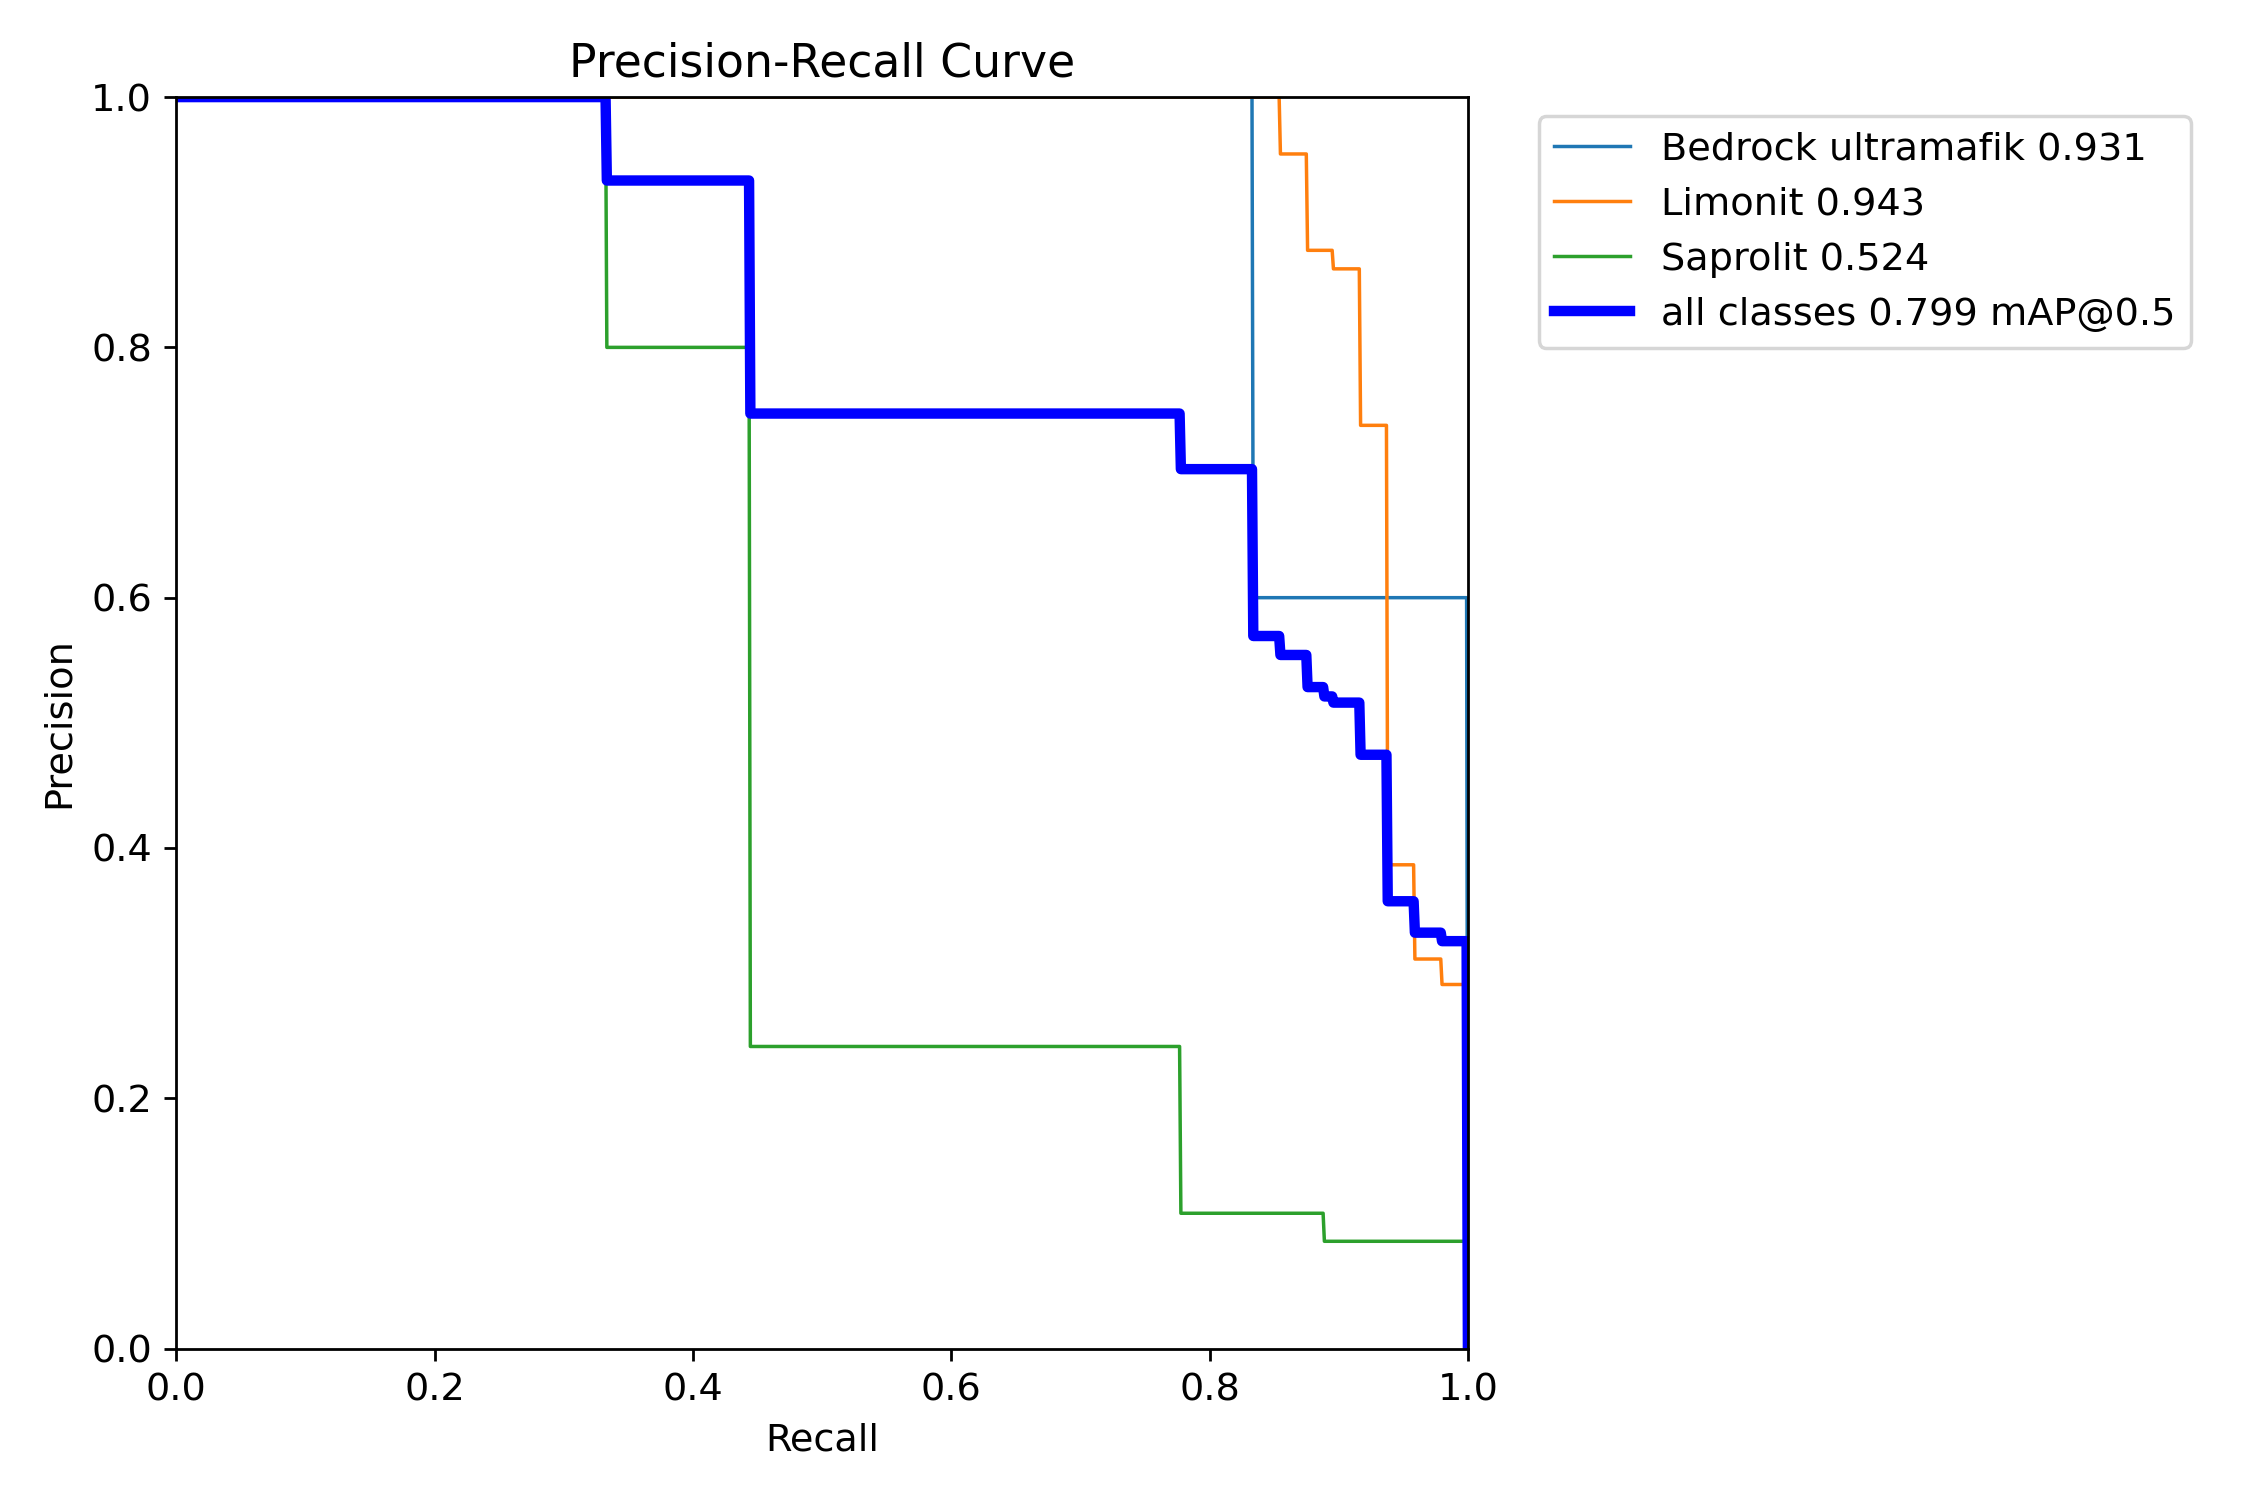 Precision-Recall Curve
Bedrock ultramafik 0.931
Limonit 0.943
Saprolit 0.524
all classes 0.799 mAP@0.5
Precision
1.0
0.8
0.6
0.4
0.2
0.0
0.0 0.2 0.4 0.6 0.8 1.0
Recall